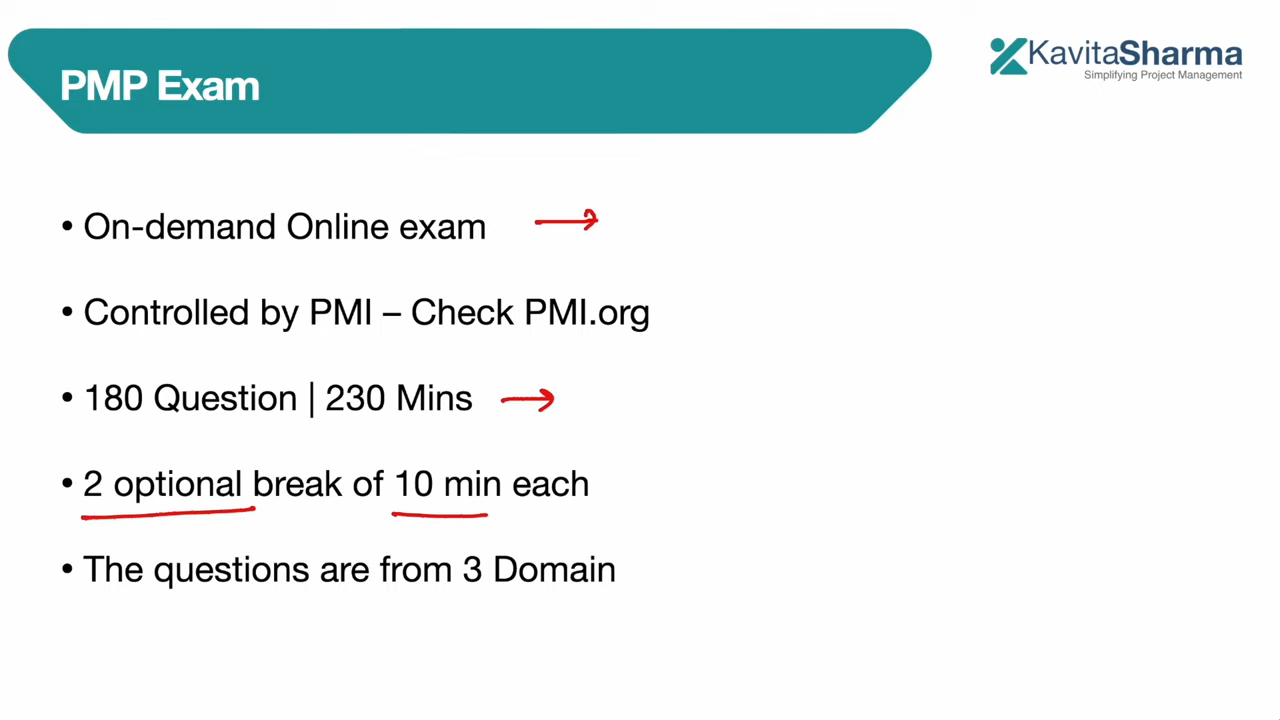 PMP Exam
KavitaSharma
Simplifying Project Management
• On-demand Online exam
• Controlled by PMI – Check PMI.org
• 180 Question | 230 Mins
• 2 optional break of 10 min each
• The questions are from 3 Domain